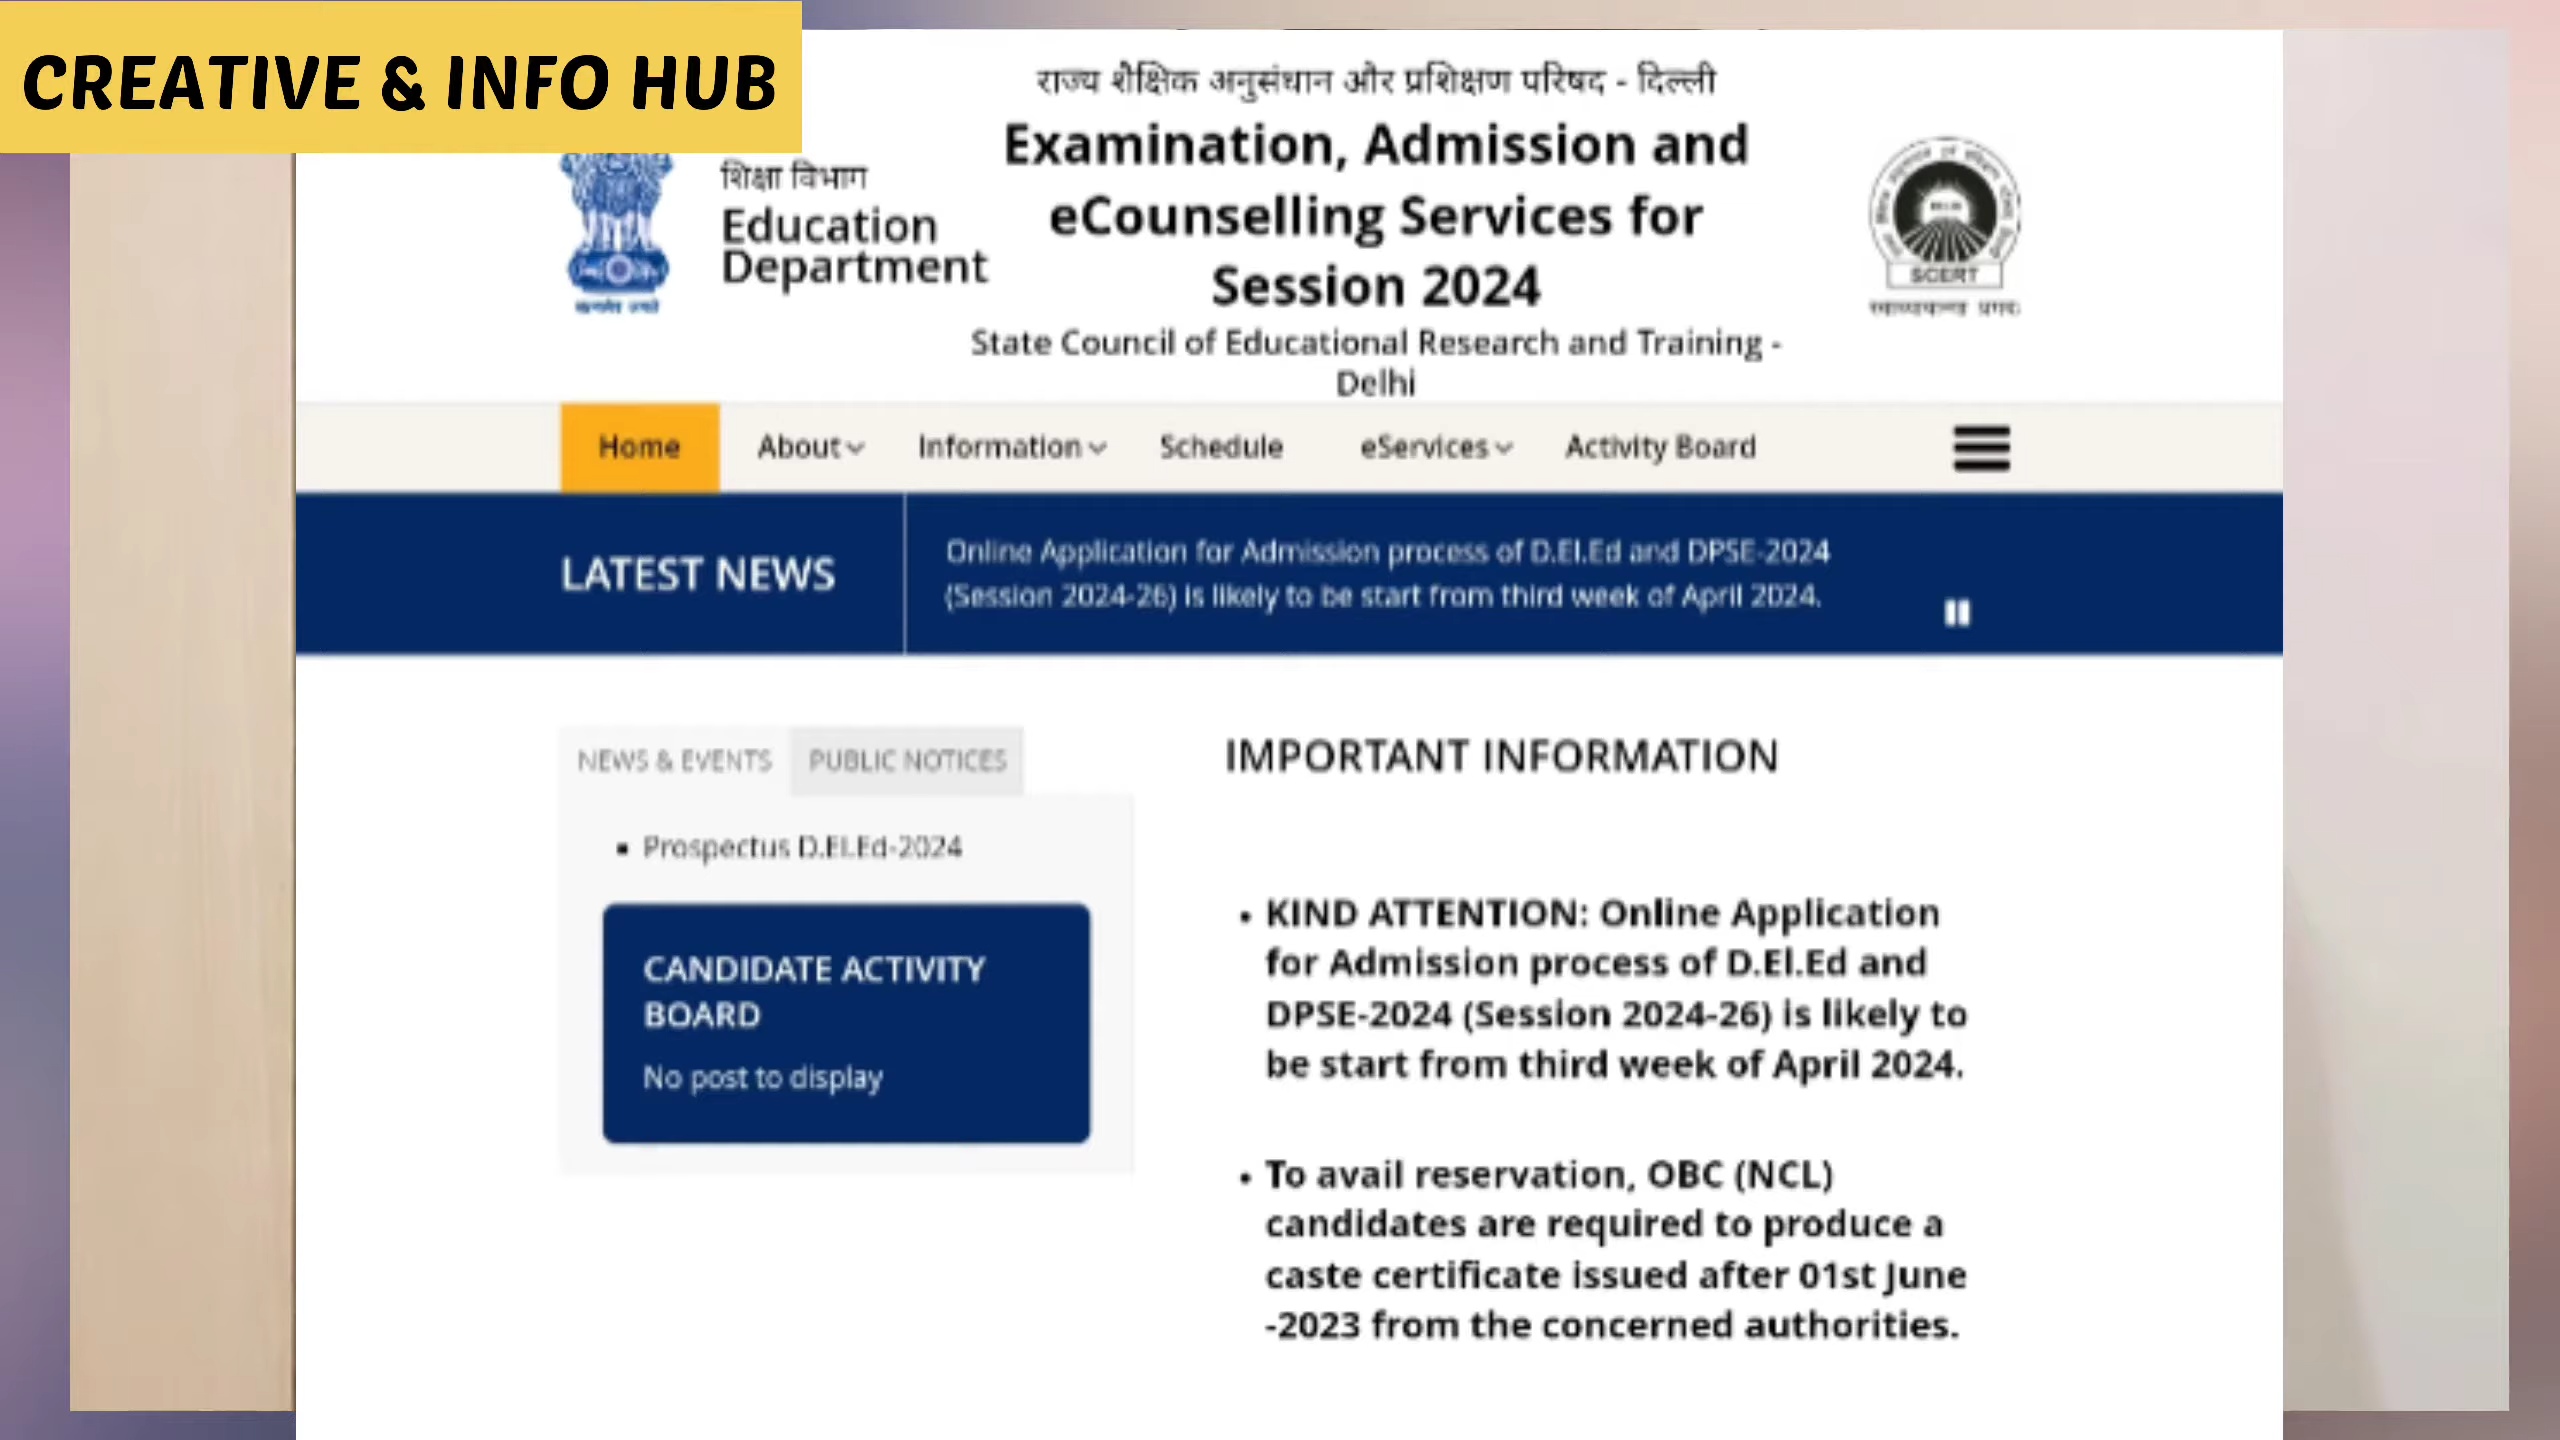 CREATIVE & INFO HUB
राज्य शैक्षिक अनुसंधान और प्रशिक्षण परिषद - दिल्ली
Examination, Admission and
eCounselling Services for
Session 2024
State Council of Educational Research and Training -
Delhi
शिक्षा विभाग
Education
Department
SCERT
Home
About
Information
Schedule
eServices
Activity Board
LATEST NEWS
Online Application for Admission process of D.El.Ed and DPSE-2024
(Session 2024-26) is likely to be start from third week of April 2024.
NEWS & EVENTS
PUBLIC NOTICES
Prospectus D.El.Ed-2024
CANDIDATE ACTIVITY
BOARD
No post to display
IMPORTANT INFORMATION
• KIND ATTENTION: Online Application
for Admission process of D.El.Ed and
DPSE-2024 (Session 2024-26) is likely to
be start from third week of April 2024.
• To avail reservation, OBC (NCL)
candidates are required to produce a
caste certificate issued after 01st June
-2023 from the concerned authorities.